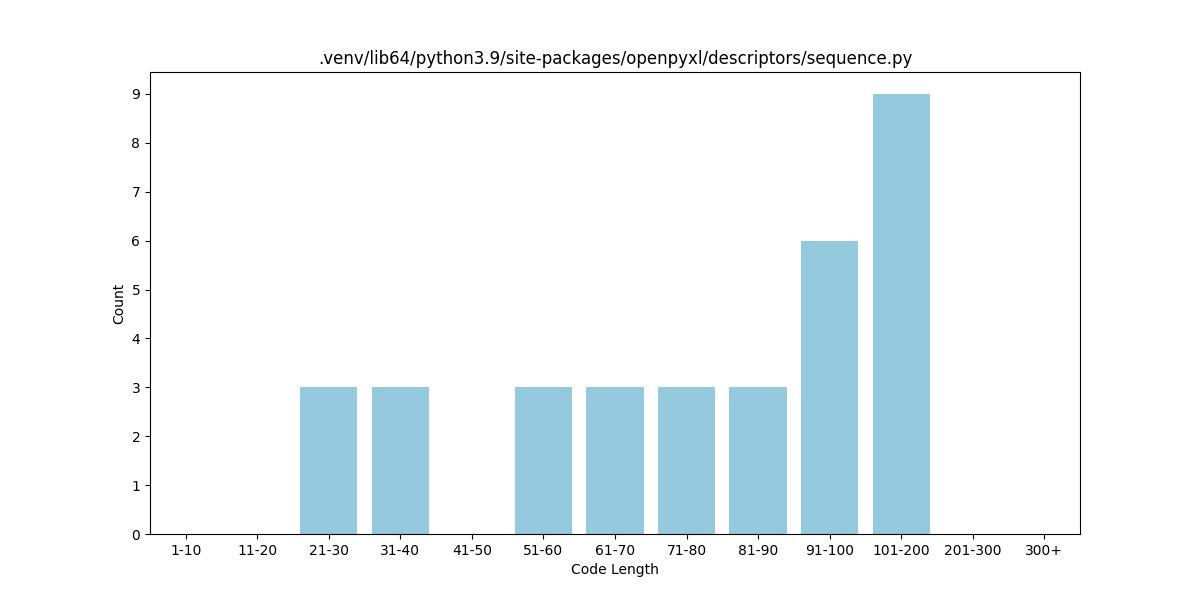 .venv/lib64/python3.9/site-packages/openpyxl/descriptors/sequence.py
9
8
7
6
5
4
3
2
1
0
Count
1-10 11-20 21-30 31-40 41-50 51-60 61-70 71-80 81-90 91-100 101-200 201-300 300+
Code Length